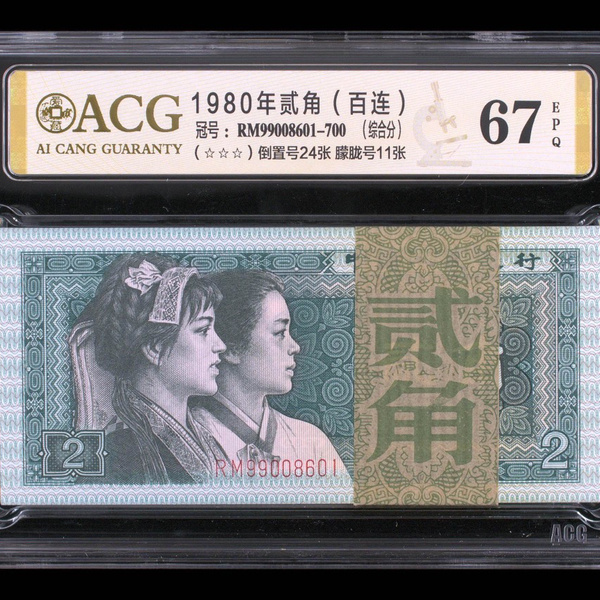 ACG
AI CANG GUARANTY
1980年贰角（百连）
冠号：RM99008601-700 （综合分）
（☆☆☆）倒置号24张 朦胧号11张
67
EPQ
行
贰角
2
RM99008601
2
ACG